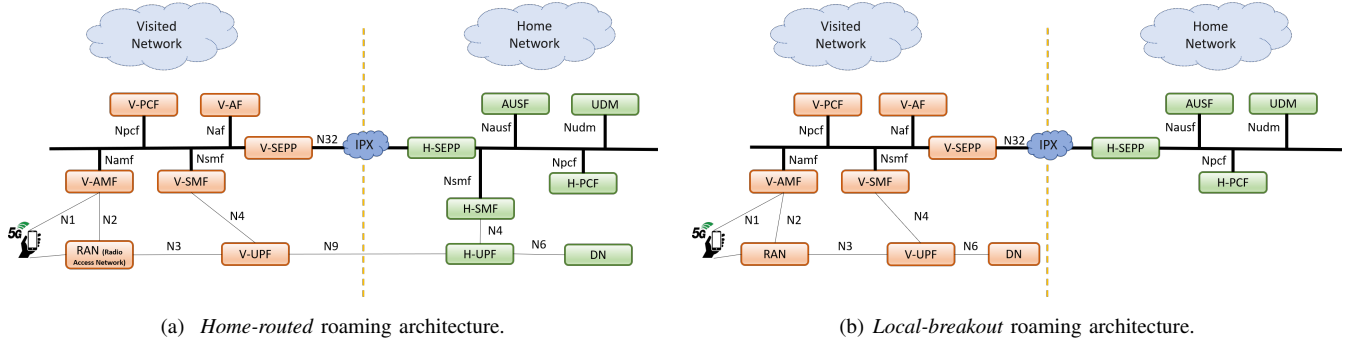 Visited
Network
Home
Network
V-PCF
V-AF
AUSF
UDM
Npcf
Naf
N32
IPX
Nausf
Nudm
V-SEPP
H-SEPP
Namf
Nsmf
Nsmf
Npcf
V-AMF
V-SMF
H-PCF
H-SMF
N1
N2
N4
N4
5G
RAN (Radio
Access Network)
N3
V-UPF
N9
H-UPF
N6
DN
(a) Home-routed roaming architecture.
Visited
Network
Home
Network
V-PCF
V-AF
AUSF
UDM
Npcf
Naf
N32
IPX
Nausf
Nudm
V-SEPP
H-SEPP
Namf
Nsmf
Npcf
V-AMF
V-SMF
H-PCF
N1
N2
N4
5G
RAN
N3
V-UPF
N6
DN
(b) Local-breakout roaming architecture.